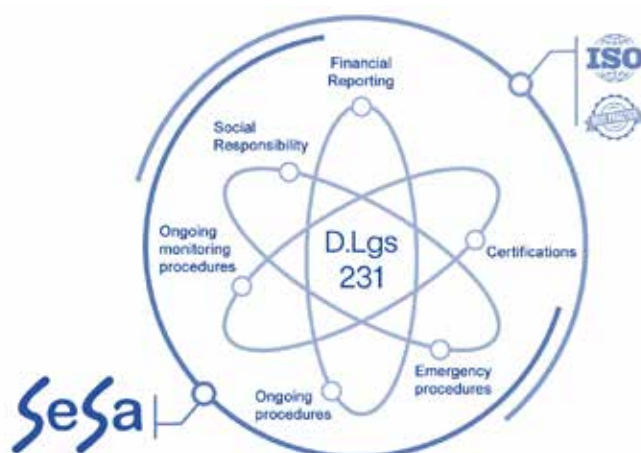 Financial
Reporting
ISO
Social
Responsibility
Ongoing
monitoring
procedures
D.Lgs
231
Certifications
Emergency
procedures
Ongoing
procedures
SeSa